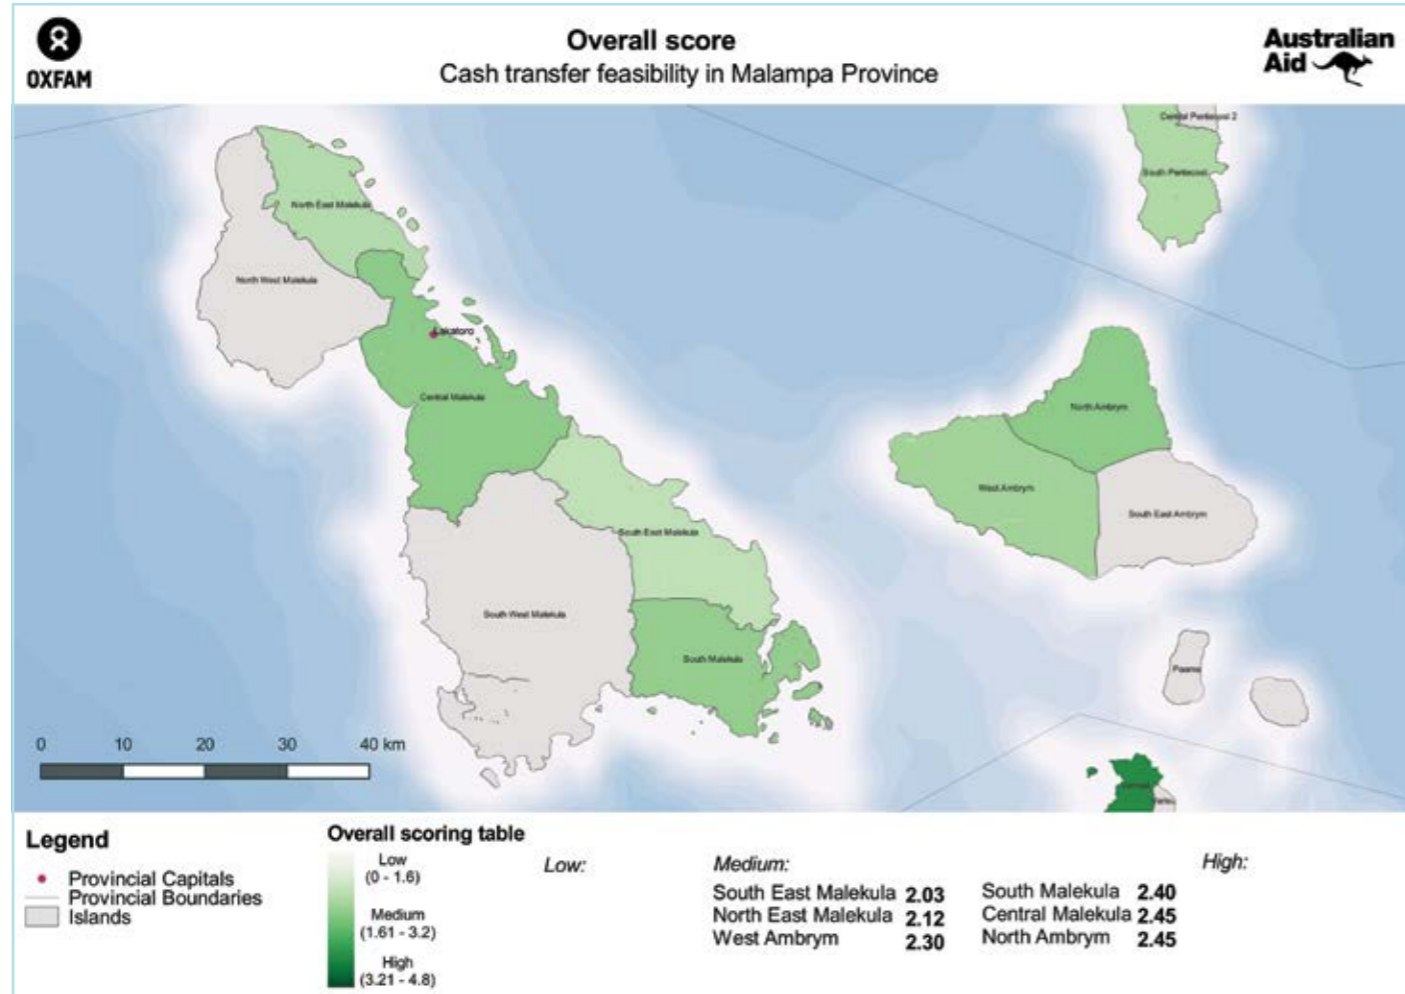 OXFAM
Overall score
Cash transfer feasibility in Malampa Province
Australian
Aid
Central Pentecost 2
South Pentecost
North East Malekula
North West Malekula
Lakatoro
Central Malekula
North Ambrym
West Ambrym
South East Ambrym
South East Malekula
South West Malekula
South Malekula
Paama
0 10 20 30 40 km
Legend
Provincial Capitals
Provincial Boundaries
Islands
Overall scoring table
Low
(0 - 1.6)
Medium
(1.61 - 3.2)
High
(3.21 - 4.8)
Low:
Medium:
South East Malekula 2.03
North East Malekula 2.12
West Ambrym 2.30
South Malekula 2.40
Central Malekula 2.45
North Ambrym 2.45
High: